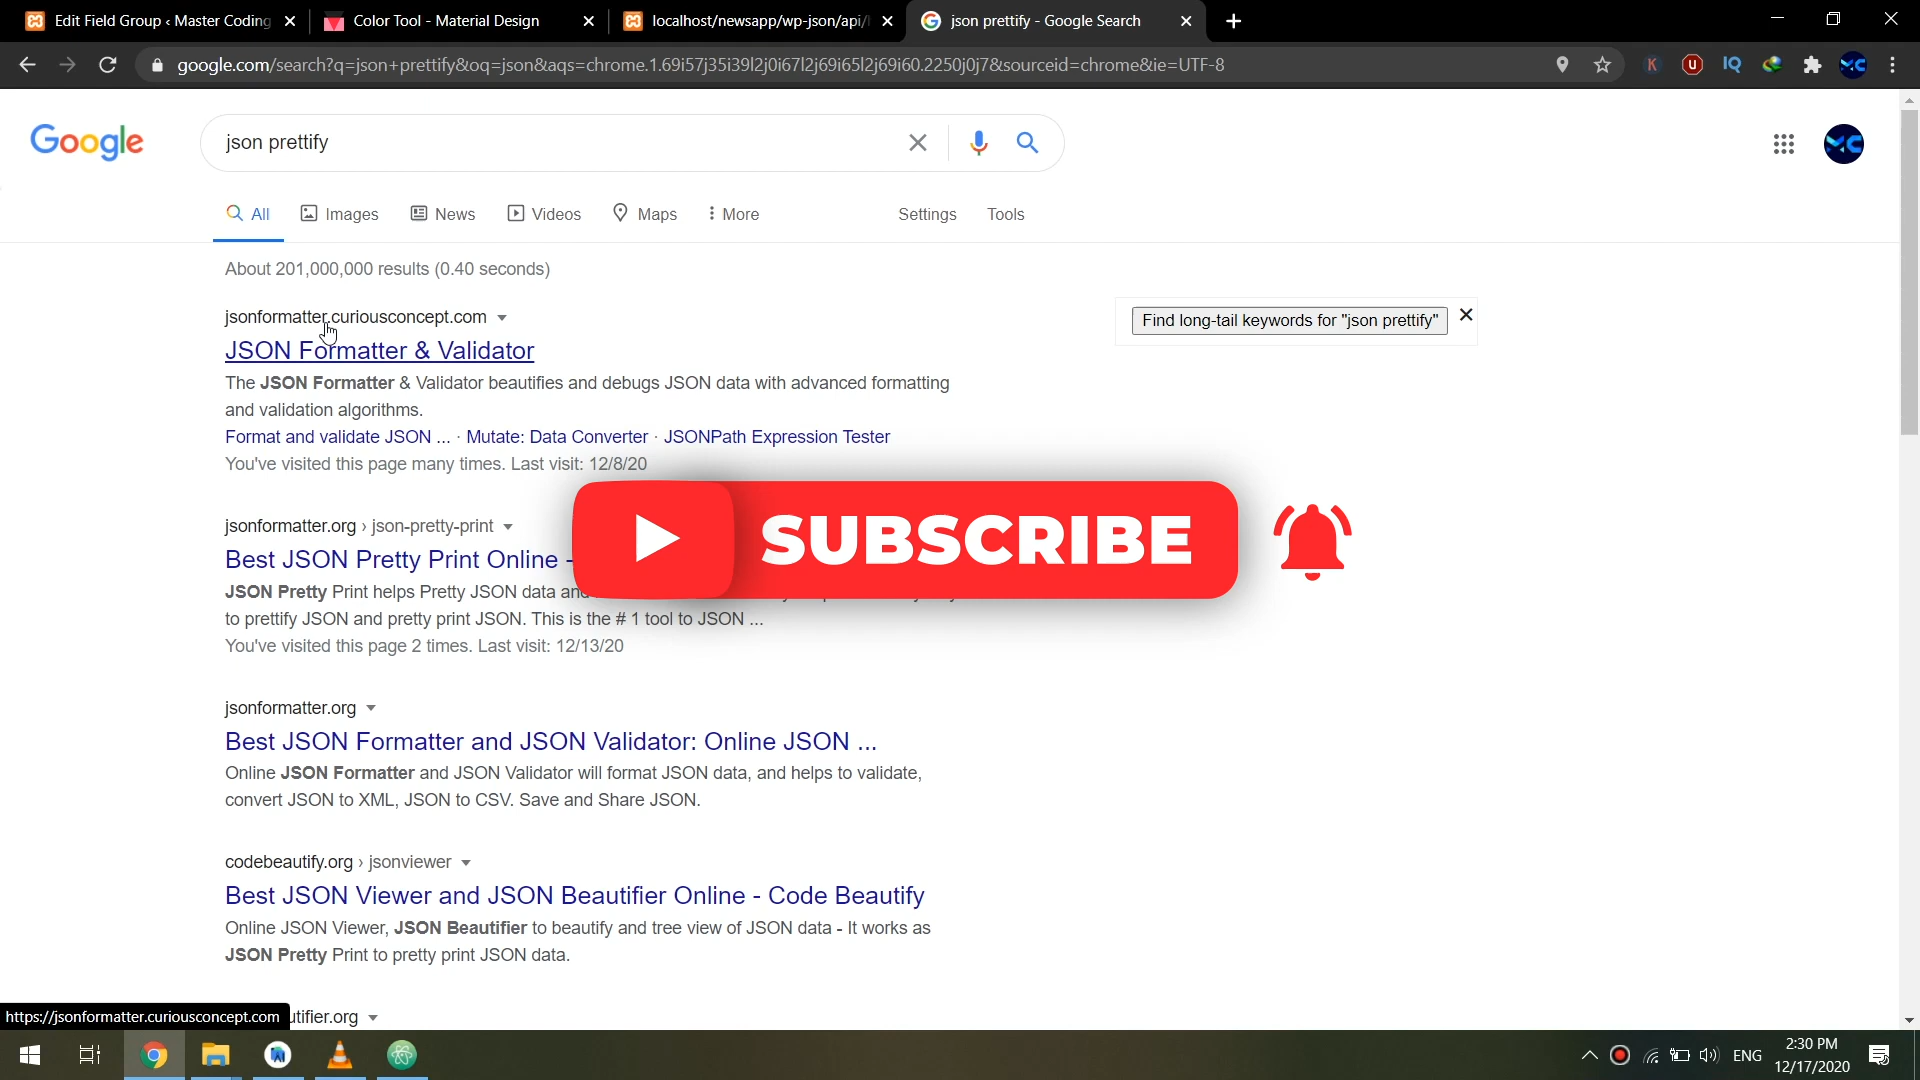 Edit Field Group ‹ Master Coding
Color Tool - Material Design
localhost/newsapp/wp-json/api/
json prettify - Google Search
google.com/search?q=json+prettify&oq=json&aqs=chrome.1.69i57j35i39l2j0i67l2j69i65l2j69i60.2250j0j7&sourceid=chrome&ie=UTF-8
Google
json prettify
All
Images
News
Videos
Maps
More
Settings
Tools
About 201,000,000 results (0.40 seconds)
jsonformatter.curiousconcept.com
JSON Formatter & Validator
The JSON Formatter & Validator beautifies and debugs JSON data with advanced formatting
and validation algorithms.
Format and validate JSON ... · Mutate: Data Converter · JSONPath Expression Tester
You've visited this page many times. Last visit: 12/8/20
Find long-tail keywords for "json prettify"
SUBSCRIBE
jsonformatter.org › json-pretty-print
Best JSON Pretty Print Online -
JSON Pretty Print helps Pretty JSON data
to prettify JSON and pretty print JSON. This is the # 1 tool to JSON ...
You've visited this page 2 times. Last visit: 12/13/20
jsonformatter.org
Best JSON Formatter and JSON Validator: Online JSON ...
Online JSON Formatter and JSON Validator will format JSON data, and helps to validate,
convert JSON to XML, JSON to CSV. Save and Share JSON.
codebeautify.org › jsonviewer
Best JSON Viewer and JSON Beautifier Online - Code Beautify
Online JSON Viewer, JSON Beautifier to beautify and tree view of JSON data - It works as
JSON Pretty Print to pretty print JSON data.
https://jsonformatter.curiousconcept.com
utifier.org
ENG
2:30 PM
12/17/2020